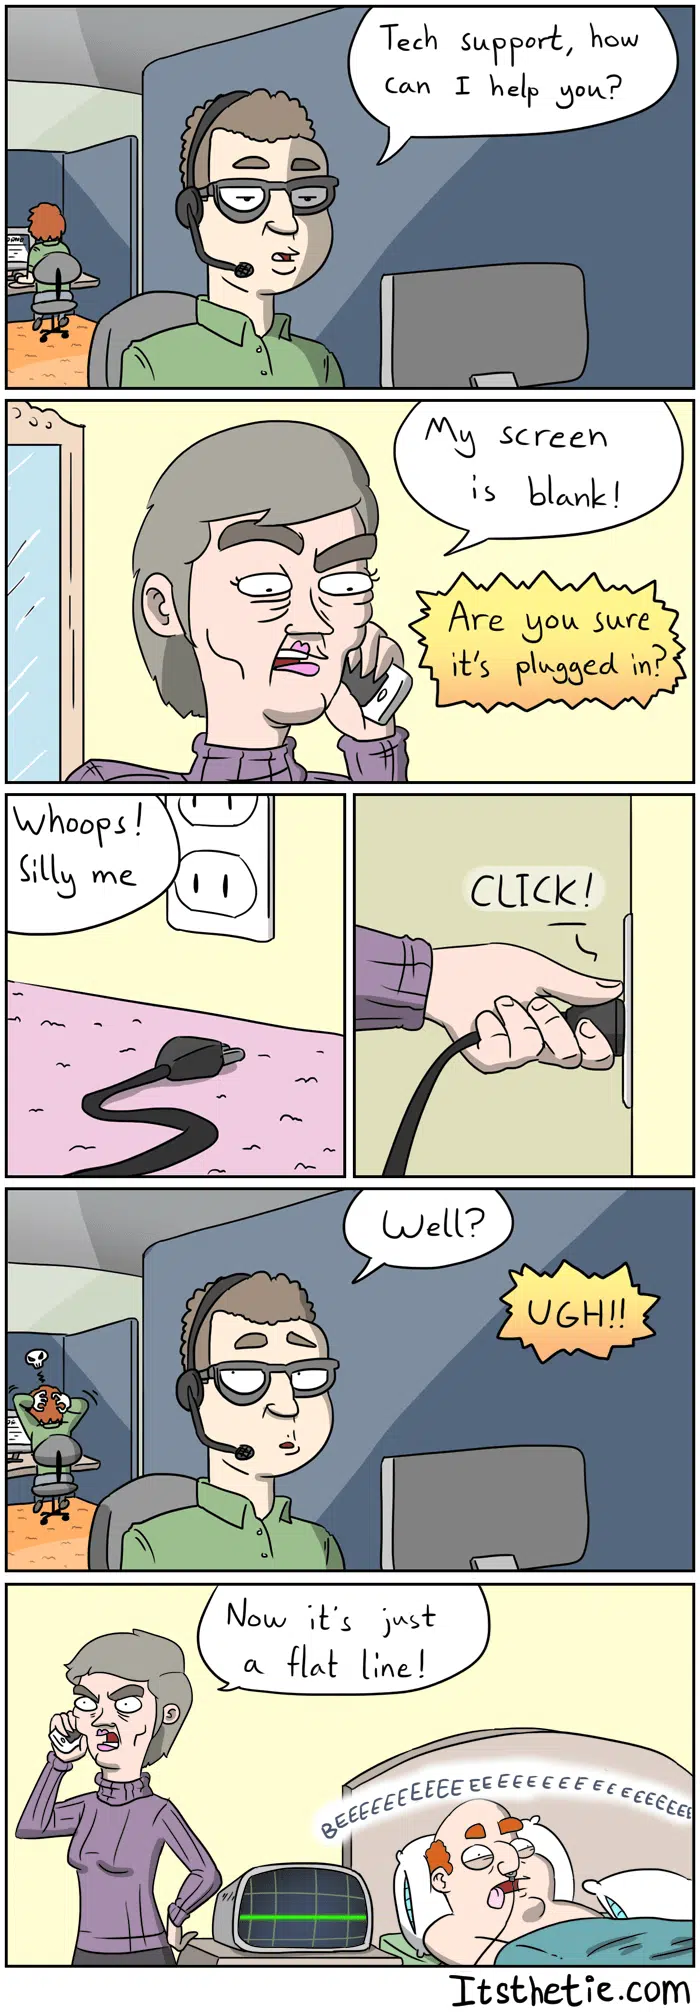 Tech support, how
can I help you?
My screen
is blank!
Are you sure
it's plugged in?
Whoops!
Silly me
CLICK!
Well?
UGH!!
Now it's just
a flat line!
BEEEEEEEEEEEEEEEEEEEEEEEEEEE
Itsthetie.com